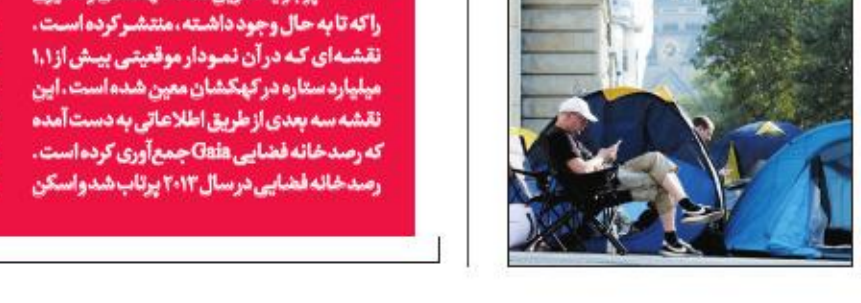 را که تا به حال وجود داشته، منتشر کرده است.
نقشه‌ای که در آن نمودار موقعیتی بیش از ۱,۱
میلیارد ستاره در کهکشان معین شده است. این
نقشه سه بعدی از طریق اطلاعاتی به دست آمده
که رصدخانه فضایی Gaia جمع‌آوری کرده است.
رصدخانه فضایی در سال ۲۰۱۳ پرتاب شد و اسکن